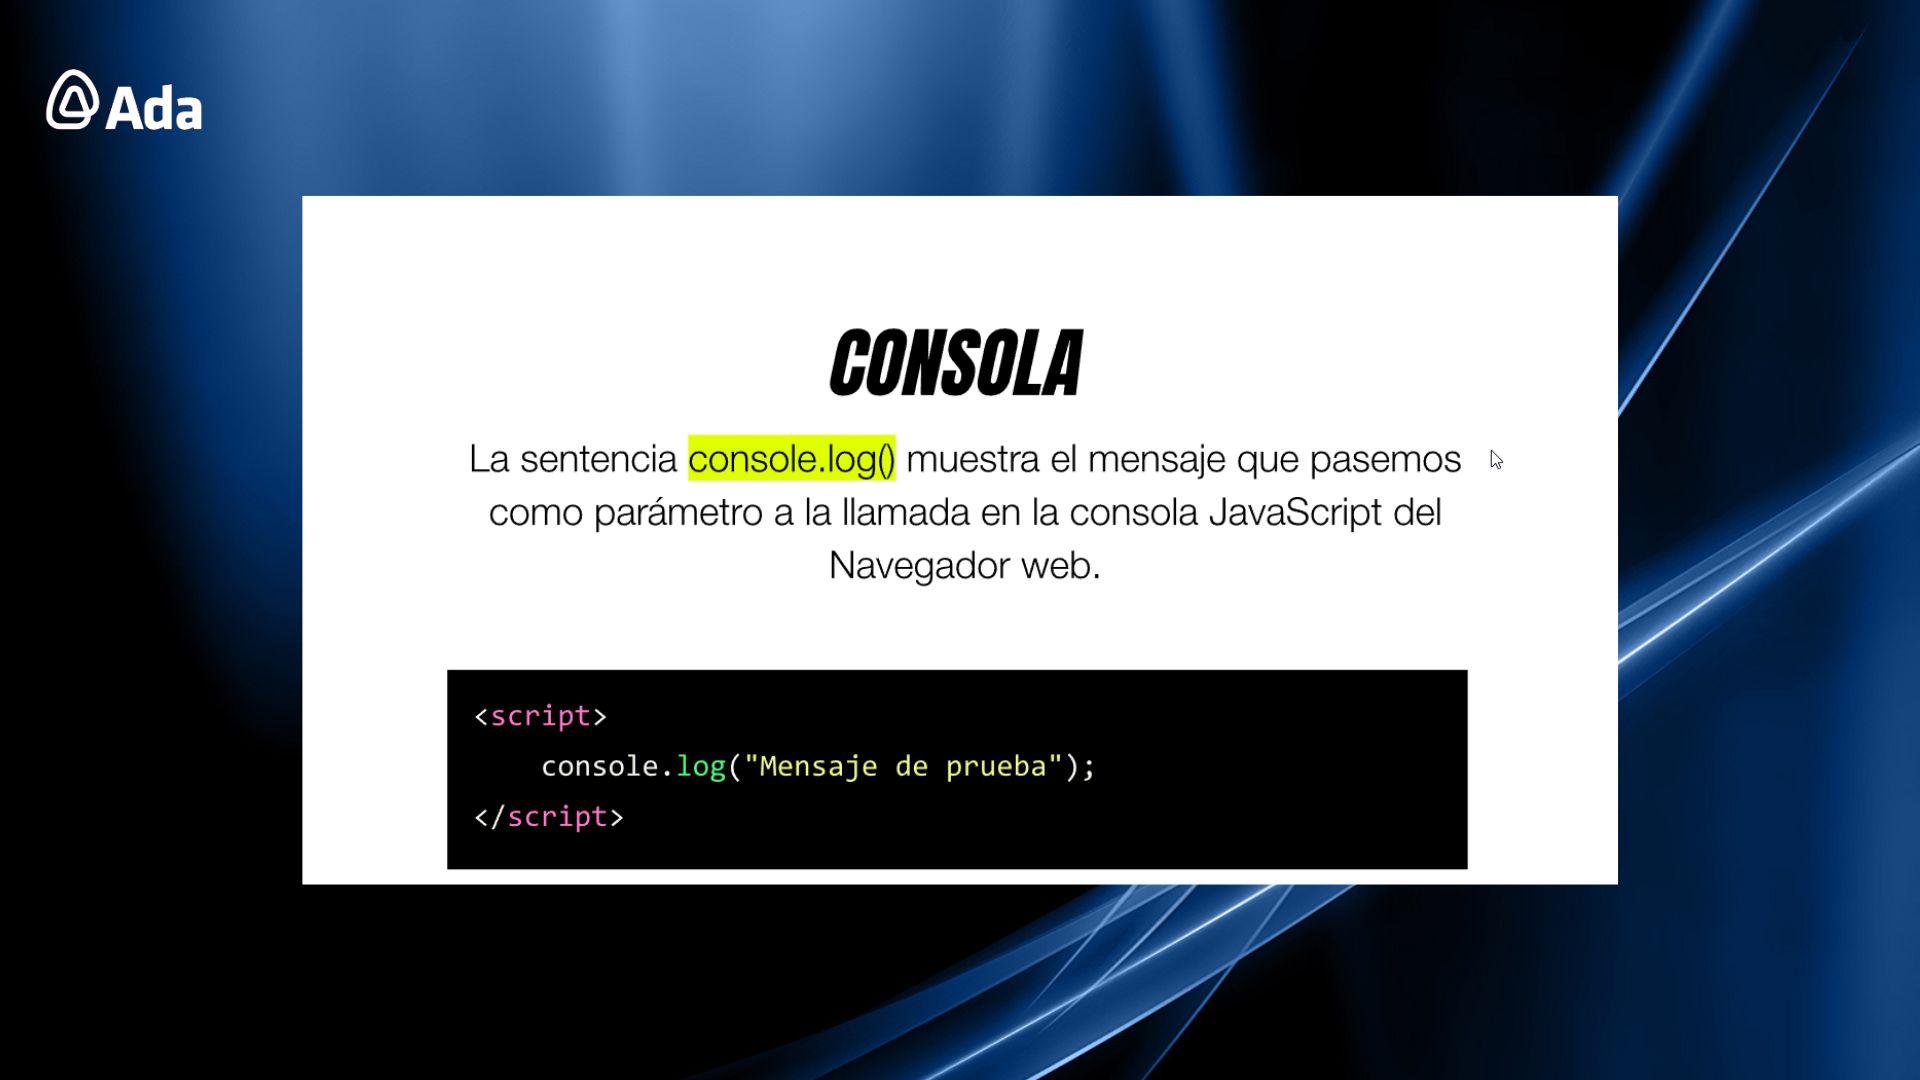 Ada
CONSOLA
La sentencia console.log() muestra el mensaje que pasemos
como parámetro a la llamada en la consola JavaScript del
Navegador web.
<script>
    console.log("Mensaje de prueba");
</script>